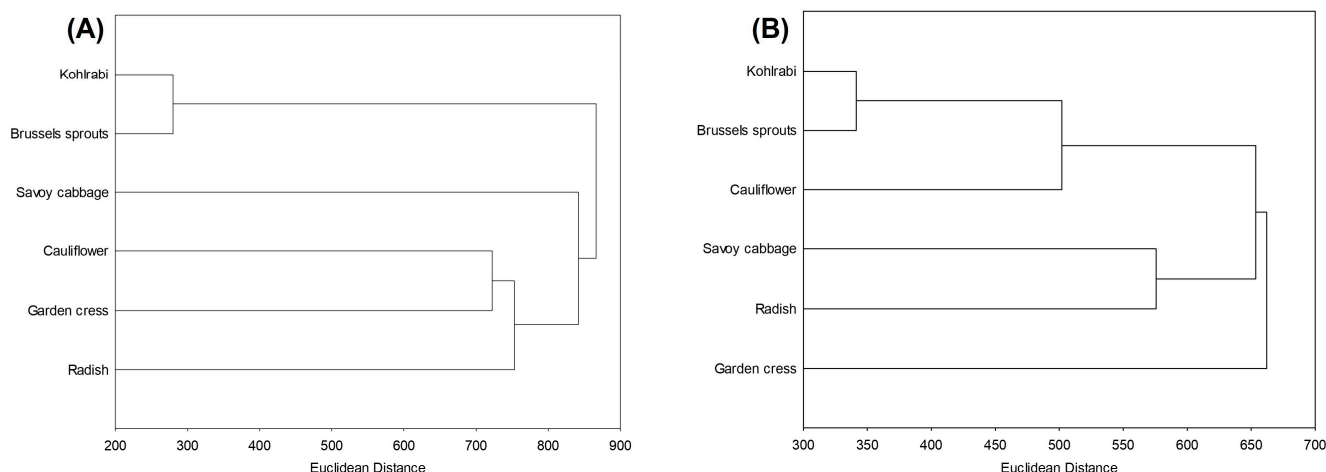 (A)
Kohlrabi
Brussels sprouts
Savoy cabbage
Cauliflower
Garden cress
Radish
200 300 400 500 600 700 800 900
Euclidean Distance
(B)
Kohlrabi
Brussels sprouts
Cauliflower
Savoy cabbage
Radish
Garden cress
300 350 400 450 500 550 600 650 700
Euclidean Distance